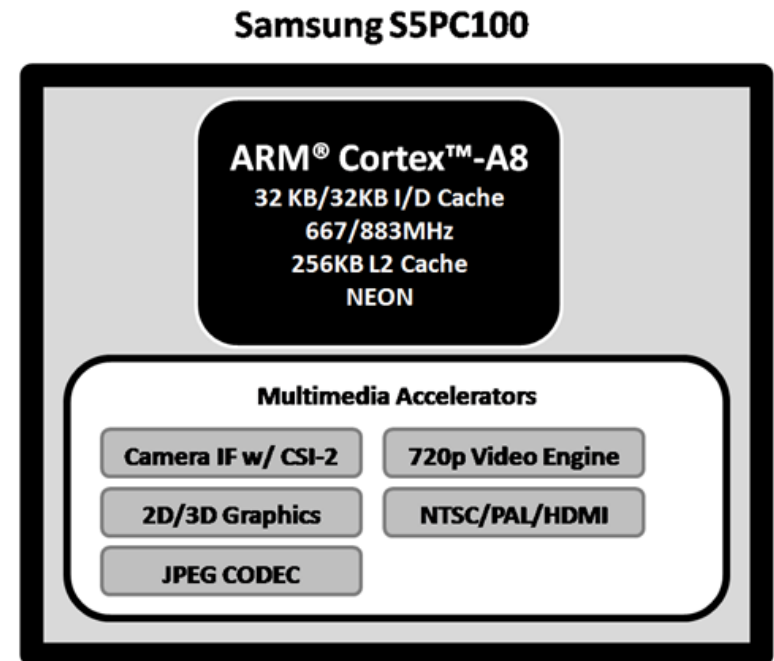 Samsung S5PC100
ARM® Cortex™-A8
32 KB/32KB I/D Cache
667/883MHz
256KB L2 Cache
NEON
Multimedia Accelerators
Camera IF w/ CSI-2
720p Video Engine
2D/3D Graphics
NTSC/PAL/HDMI
JPEG CODEC